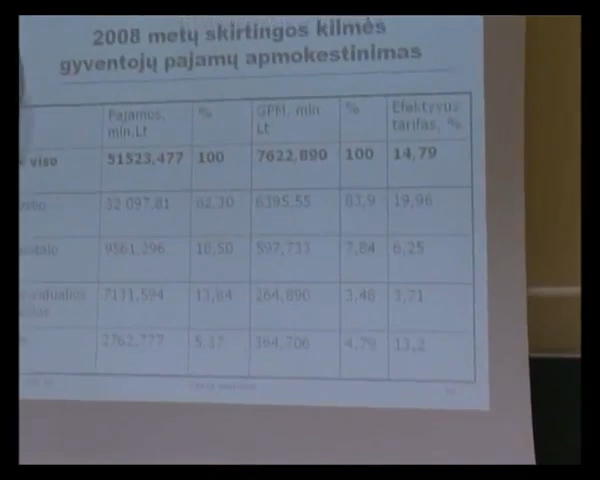 2008 metų skirtingos kilmės
gyventojų pajamų apmokestinimas
Pajamos, % GPM, mln. % Efektyvus
mln.Lt Lt tarifas, %
viso 51523,477 100 7622,890 100 14,79
32 097,81 62,30 6395,55 83,9 19,96
9561,296 18,50 597,733 7,84 6,25
7131,594 13,84 264,890 3,48 3,71
2762,777 5,37 364,706 4,79 13,2